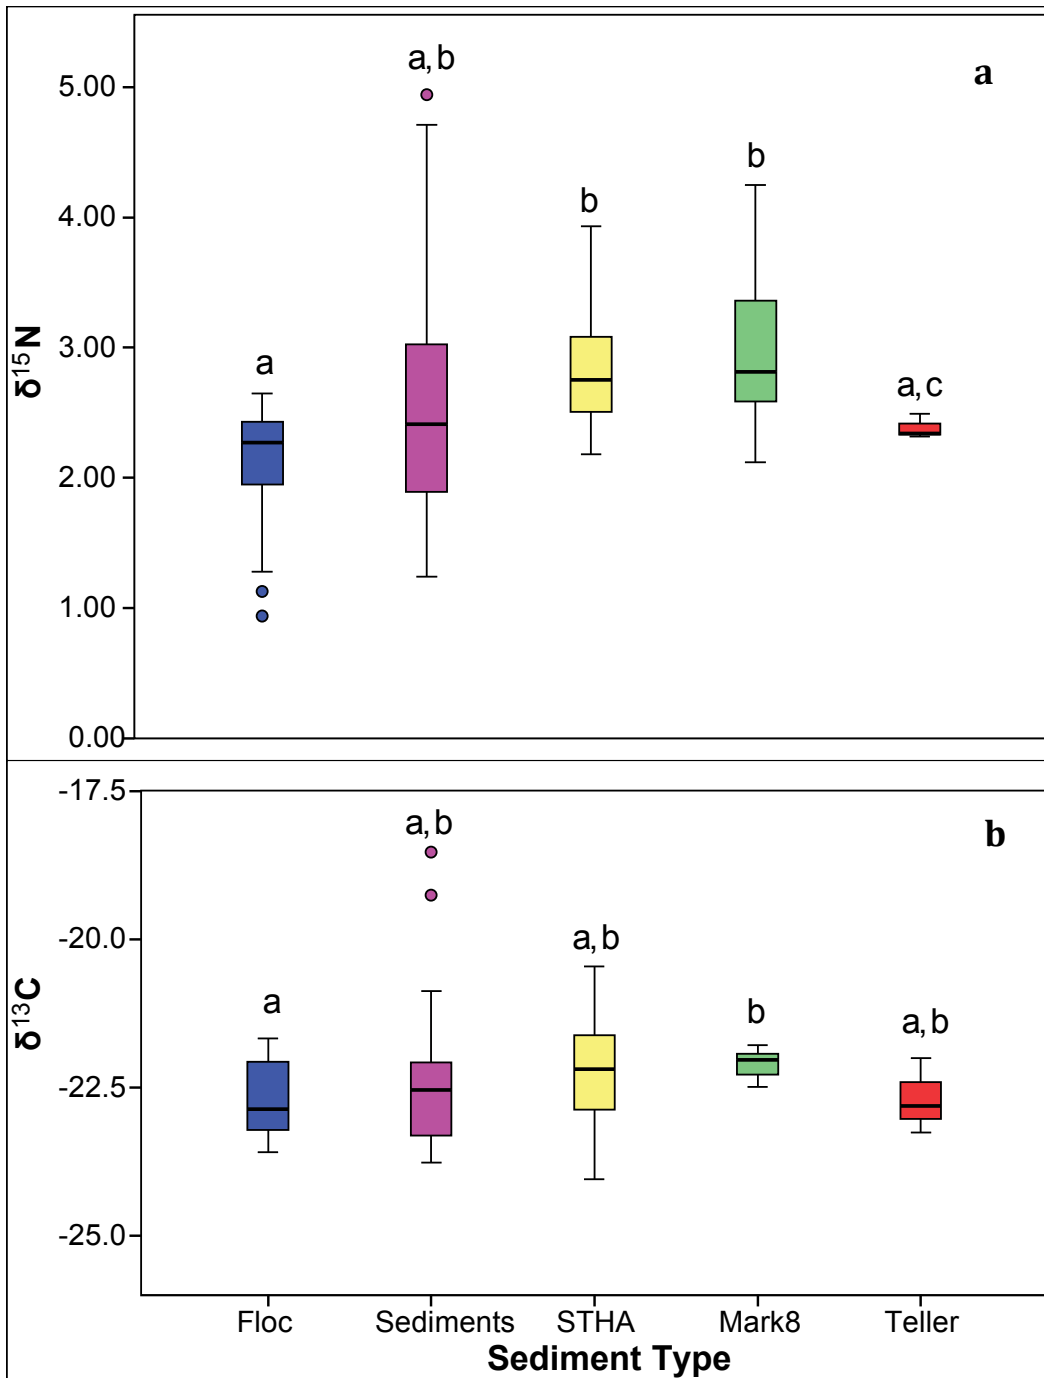 a
a,b
5.00
b
4.00
b
δ15N
3.00
a
a,c
2.00
1.00
0.00
-17.5
b
a,b
-20.0
a,b
δ13C
a
b
a,b
-22.5
-25.0
Floc Sediments STHA Mark8 Teller
Sediment Type